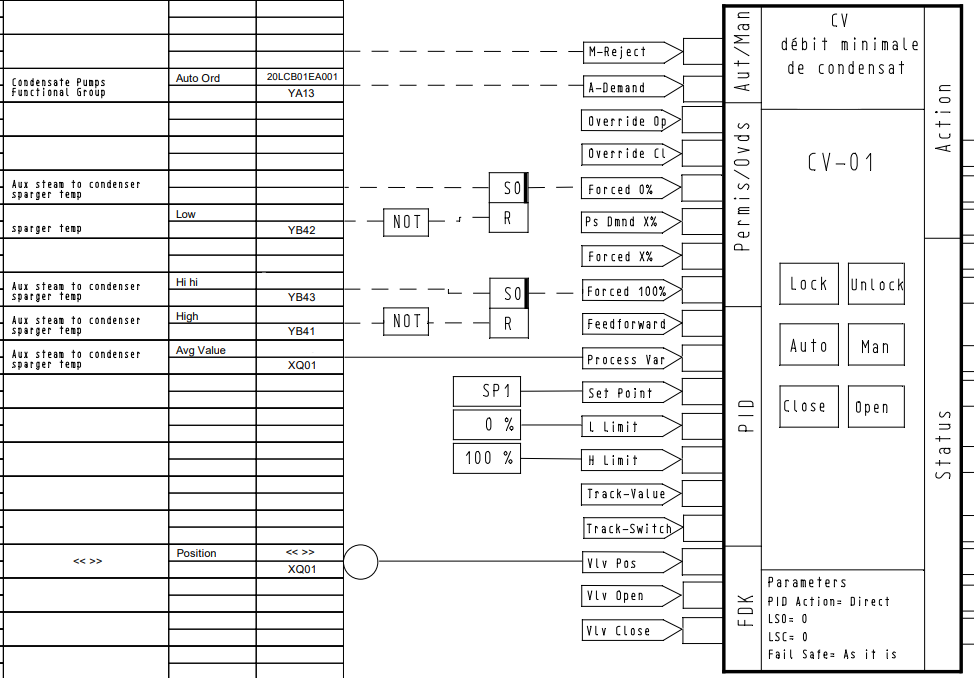 CV
débit minimale
de condensat
Aut/Man
M-Reject
Condensate Pumps
Functional Group
Auto Ord
20LCB01EA001
YA13
A-Demand
Action
Permis/Ovds
Override Op
Override Cl
CV-01
Aux steam to condenser
sparger temp
SO
Forced 0%
sparger temp
Low
YB42
NOT
R
Ps Dmnd X%
Forced X%
Aux steam to condenser
sparger temp
Hi hi
YB43
SO
Forced 100%
Lock
Unlock
Aux steam to condenser
sparger temp
High
YB41
NOT
R
Feedforward
Auto
Man
Aux steam to condenser
sparger temp
Avg Value
XQ01
Process Var
PID
SP1
Set Point
Close
Open
0 %
L Limit
100 %
H Limit
Status
Track-Value
Track-Switch
<< >>
Position
<< >>
XQ01
Vlv Pos
FDK
Vlv Open
Vlv Close
Parameters
PID Action= Direct
LSO= 0
LSC= 0
Fail Safe= As it is